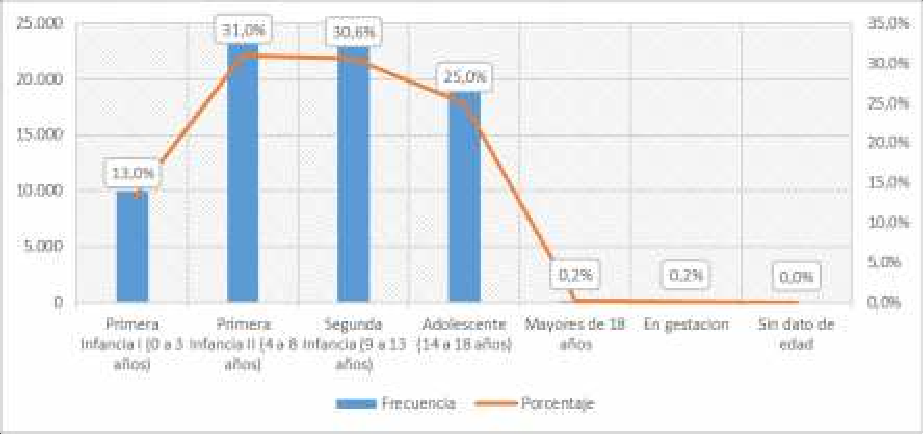 25.000
20.000
15.000
10.000
5.000
0
35,0%
30,0%
25,0%
20,0%
15,0%
10,0%
5,0%
0,0%
13,0%
31,0%
30,6%
25,0%
0,2%
0,2%
0,0%
Primera
Infancia I (0 a 3
años)
Primera
Infancia II (4 a 8
años)
Segunda
Infancia (9 a 13
años)
Adolescente
(14 a 18 años)
Mayores de 18
años
En gestacion
Sin dato de
edad
Frecuencia
Porcentaje